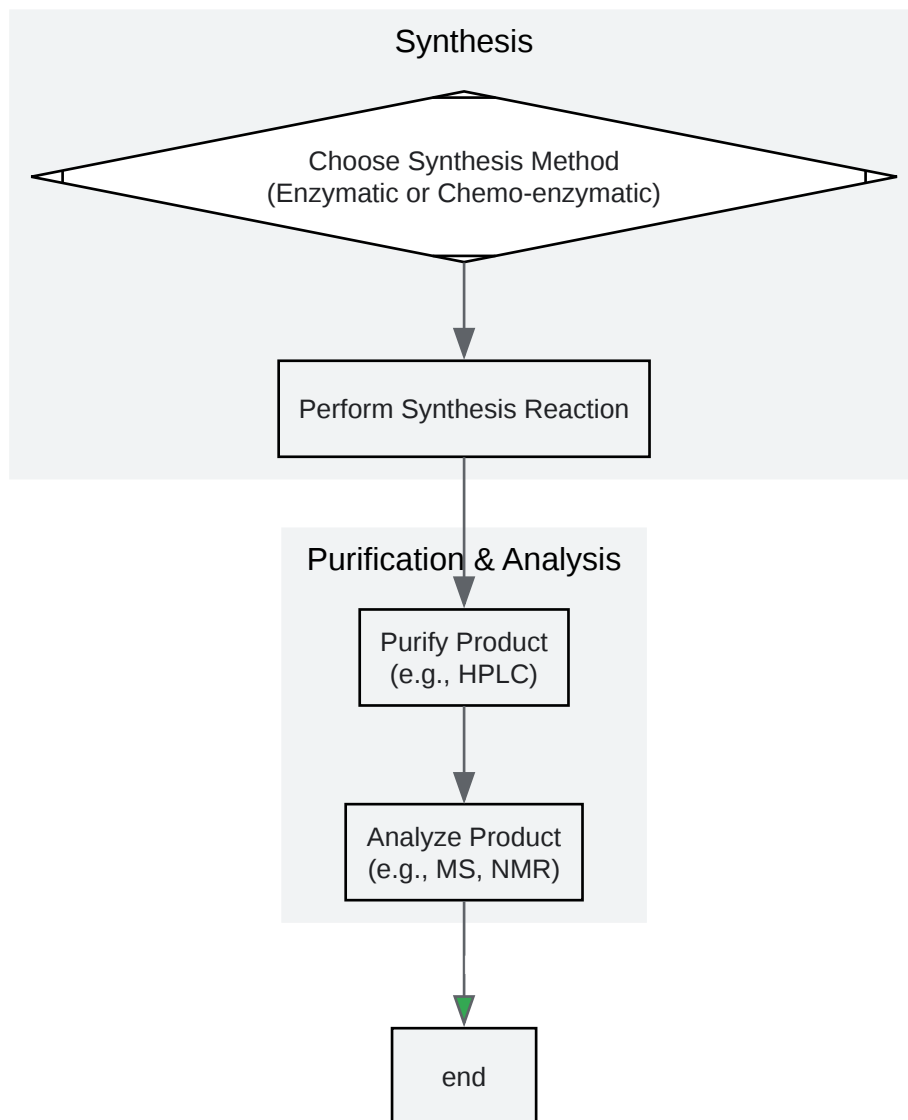 Synthesis
Choose Synthesis Method
(Enzymatic or Chemo-enzymatic)
Perform Synthesis Reaction
Purification & Analysis
Purify Product
(e.g., HPLC)
Analyze Product
(e.g., MS, NMR)
end